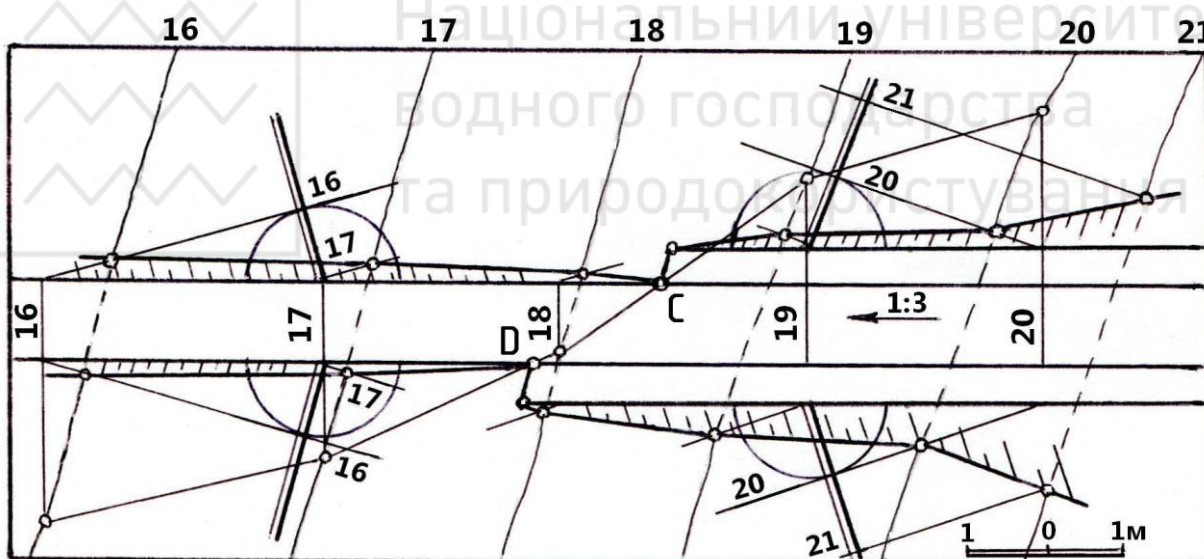 Національний університе
16 17 18 19 20 21
водного господарства
21
16 20
та природокористування
17
16 17 18 C 19 1:3 20
D
17
16 20
21 1 0 1м